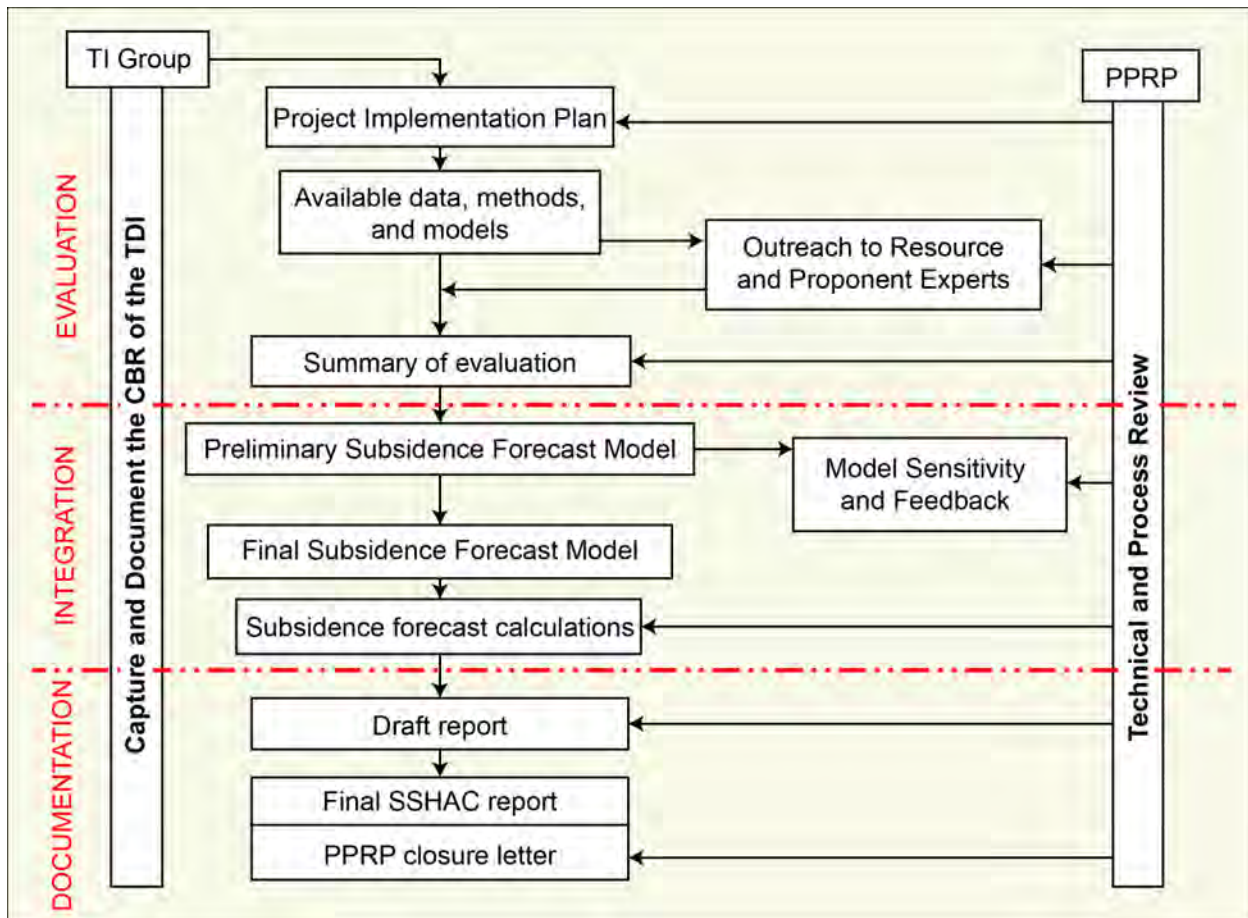 TI Group
PPRP
Project Implementation Plan
Available data, methods,
and models
Outreach to Resource
and Proponent Experts
Summary of evaluation
EVALUATION
Capture and Document the CBR of the TDI
Technical and Process Review
Preliminary Subsidence Forecast Model
Model Sensitivity
and Feedback
Final Subsidence Forecast Model
Subsidence forecast calculations
INTEGRATION
Draft report
Final SSHAC report
PPRP closure letter
DOCUMENTATION